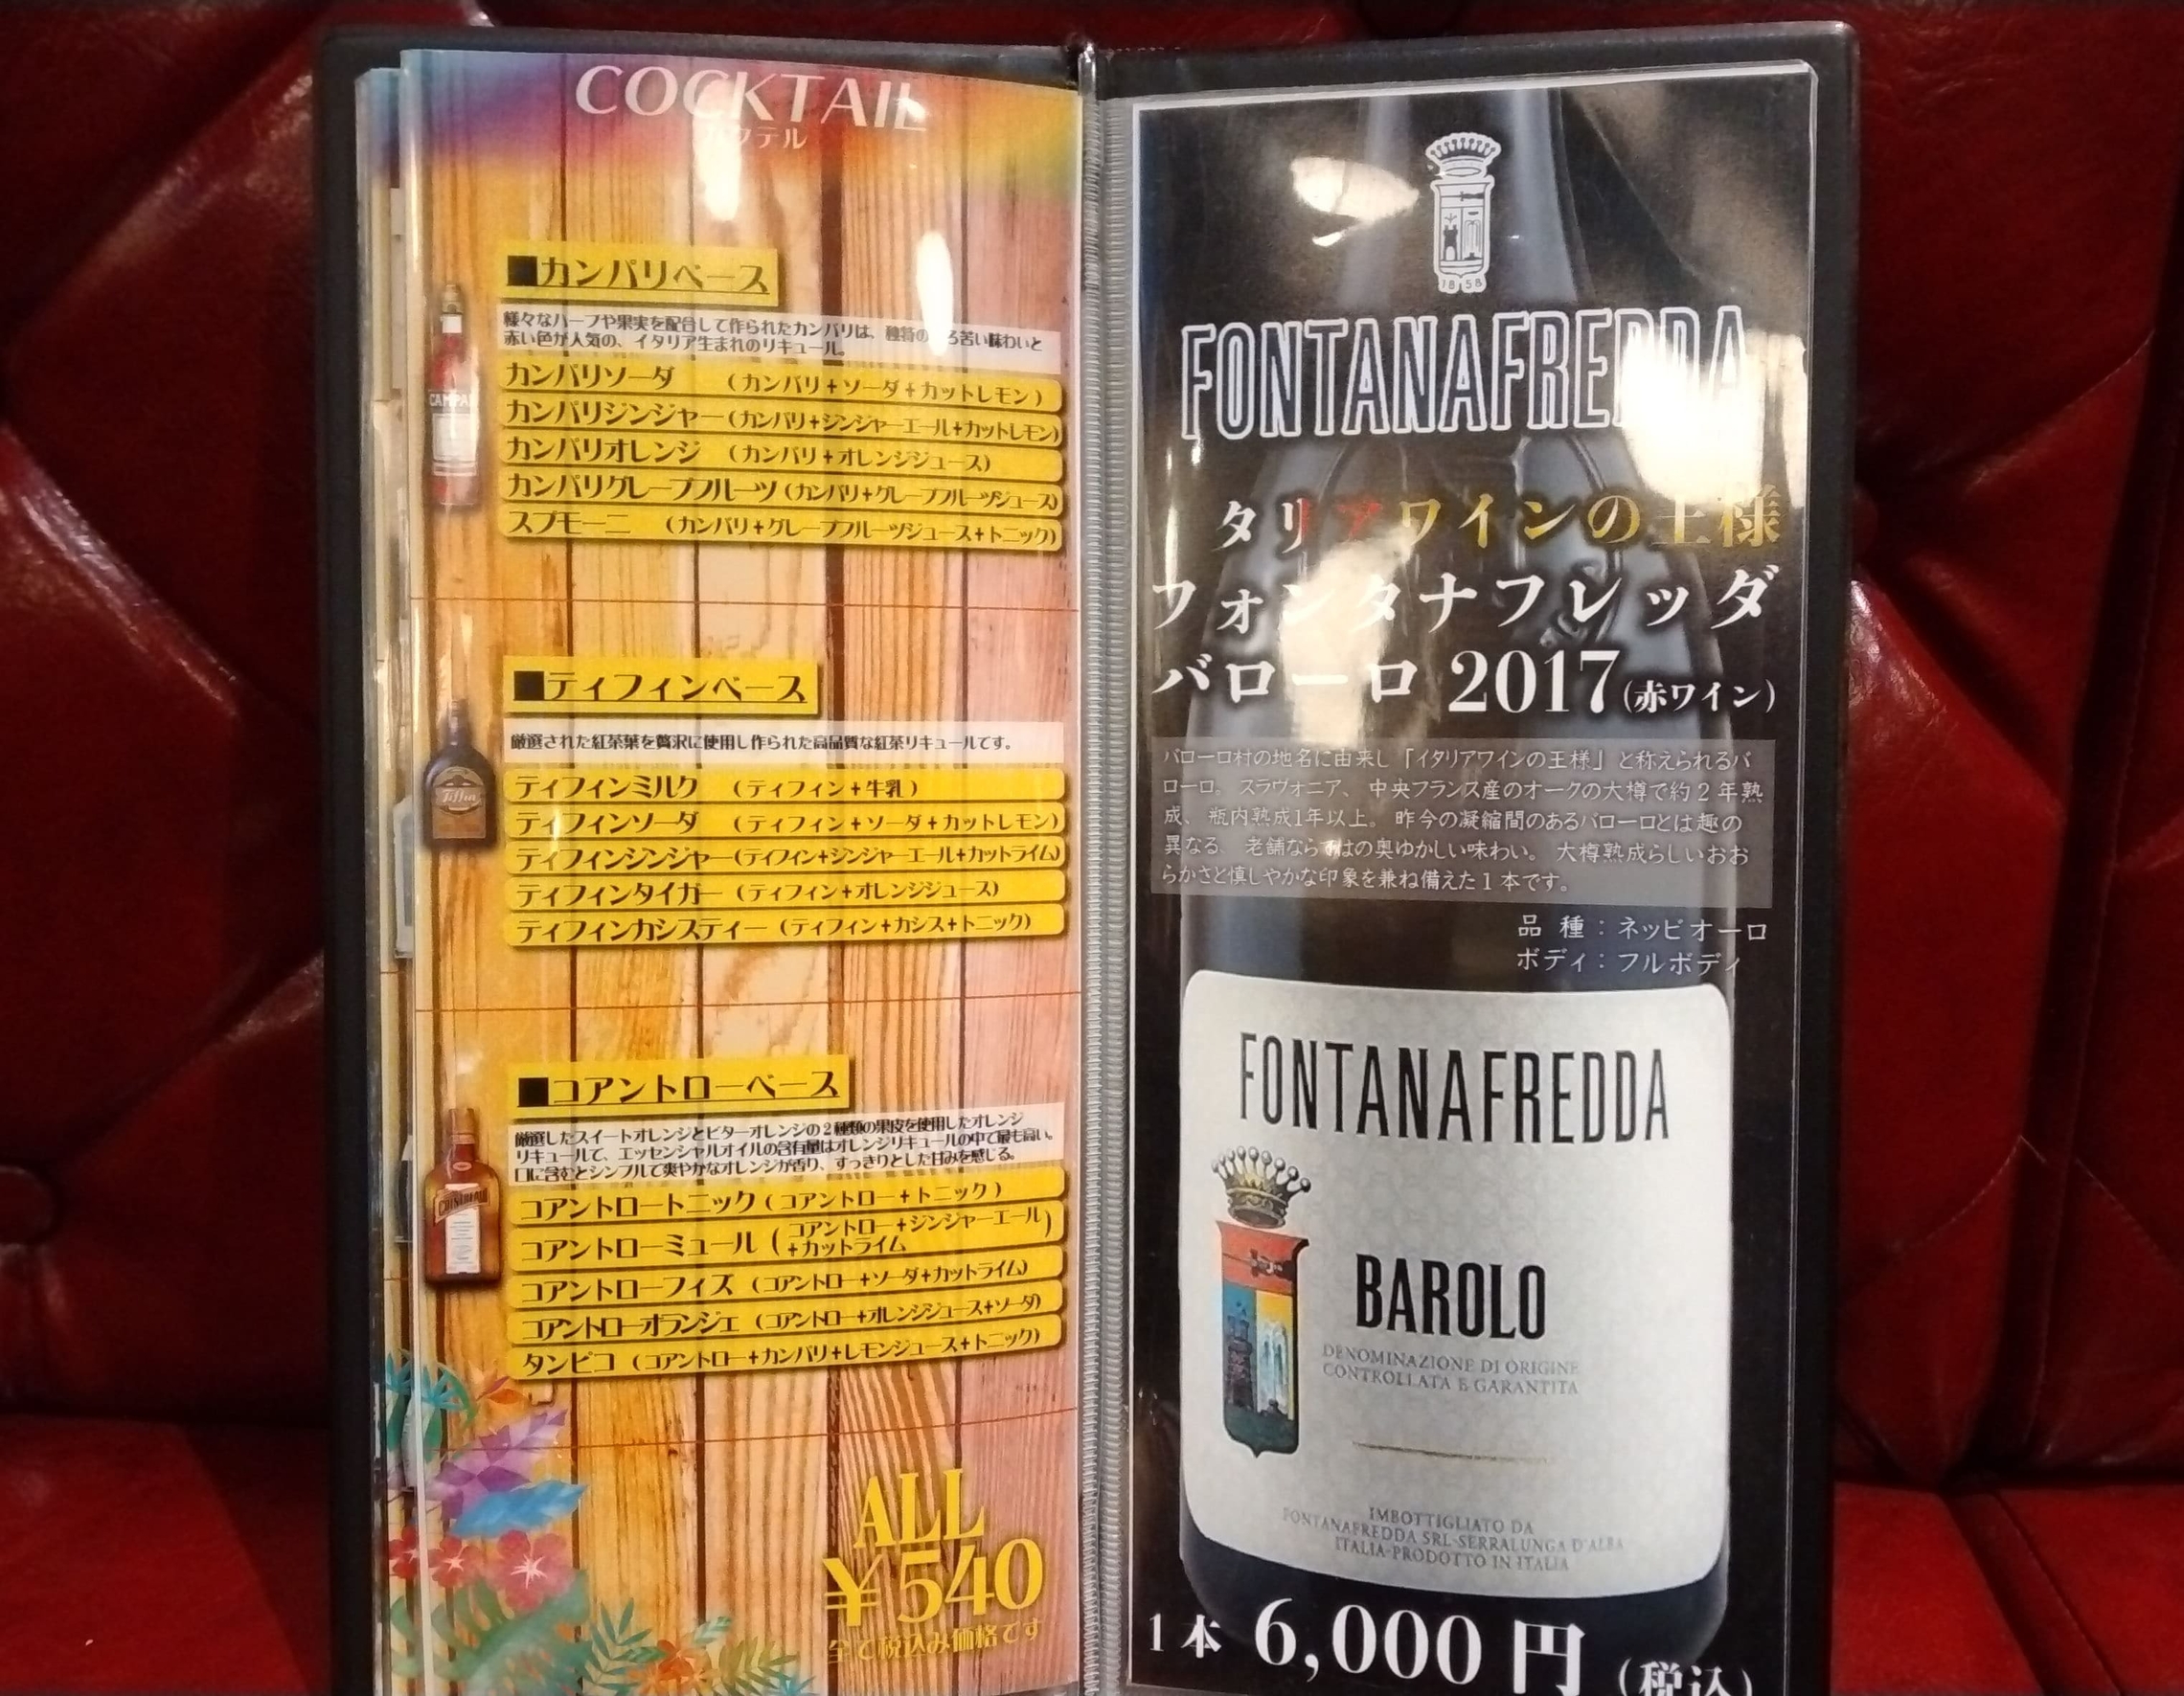 COCKTAIL
カクテル
■カンパリベース
様々なハーブや果実を配合して作られたカンパリは、独特の ろ苦い味わいと
赤い色が人気の、イタリア生まれのリキュール。
カンパリソーダ (カンパリ+ソーダ+カットレモン)
カンパリジンジャー(カンパリ+ジンジャーエール+カットレモン)
カンパリオレンジ (カンパリ+オレンジジュース)
カンパリグレープフルーツ(カンパリ+グレープフルーツジュース)
スプモーニ (カンパリ+グレープフルーツジュース+トニック)
CAMPA
■ティフィンベース
厳選された紅茶葉を贅沢に使用し作られた高品質な紅茶リキュールです。
ティフィンミルク (ティフィン+牛乳)
ティフィンソーダ (ティフィン+ソーダ+カットレモン)
ティフィンジンジャー(ティフィン+ジンジャーエール+カットライム)
ティフィンタイガー (ティフィン+オレンジジュース)
ティフィンカシスティー (ティフィン+カシス+トニック)
Tiffin
■コアントローベース
厳選したスイートオレンジとビターオレンジの2種類の果皮を使用したオレンジ
リキュールで、エッセンシャルオイルの含有量はオレンジリキュールの中で最も高い。
口に含むとシンプルで爽やかなオレンジが香り、すっきりとした甘みを感じる。
コアントロートニック(コアントロー+トニック)
コアントローミュール (コアントロー+ジンジャーエール
+カットライム)
コアントローフィズ (コアントロー+ソーダ+カットライム)
コアントローオランジェ (コアントロー+オレンジジュース+ソーダ)
タンピコ (コアントロー+カンパリ+レモンジュース+トニック)
COINTREAU
ALL
¥540
全て税込み価格です
1858
FONTANAFREDDA
タリアワインの王様
フォンタナフレッダ
バローロ 2017(赤ワイン)
バローロ村の地名に由来し「イタリアワインの王様」と称えられるバ
ローロ。スラヴォニア、中央フランス産のオークの大樽で約2年熟
成、瓶内熟成1年以上。昨今の凝縮間のあるバローロとは趣の
異なる、老舗ならではの奥ゆかしい味わい。大樽熟成らしいおお
らかさと慎しやかな印象を兼ね備えた1本です。
品種:ネッビオーロ
ボディ:フルボディ
FONTANAFREDDA
BAROLO
DENOMINAZIONE DI ORIGINE
CONTROLLATA E GARANTITA
IMBOTTIGLIATO DA
FONTANAFREDDA SRL-SERRALUNGA D'ALBA
ITALIA-PRODOTTO IN ITALIA
1本 6,000円 (税込)